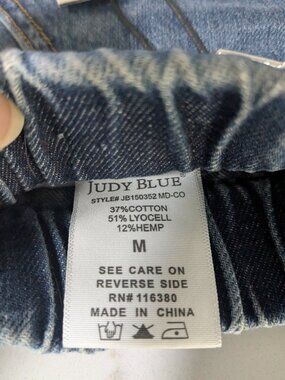 JUDY BLUE
STYLE# JB150352 MD-CO
37%COTTON
51% LYOCELL
12%HEMP
M
SEE CARE ON
REVERSE SIDE
RN# 116380
MADE IN CHINA